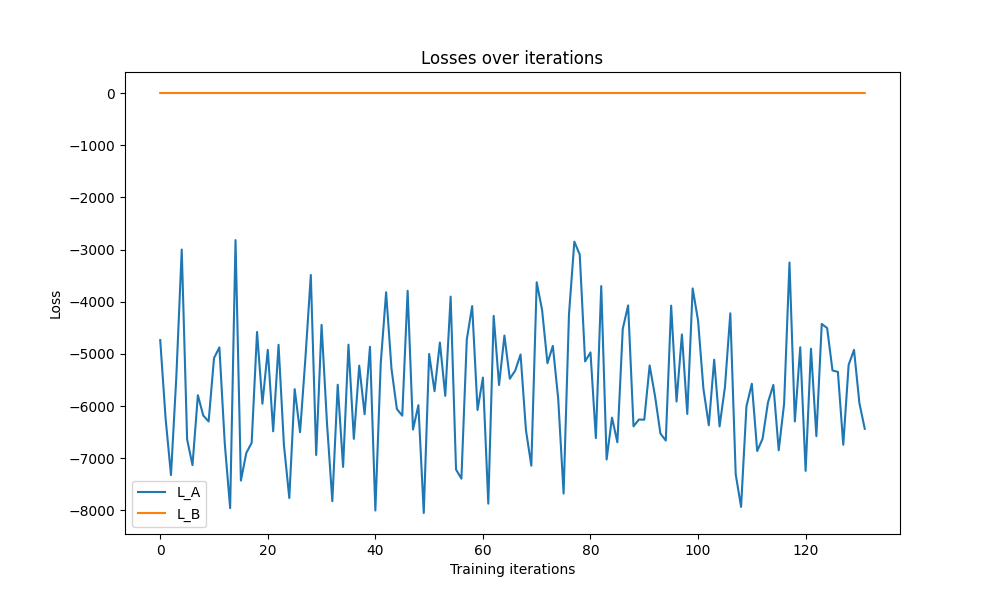 Losses over iterations
Loss
0
−1000
−2000
−3000
−4000
−5000
−6000
−7000
−8000
L_A
L_B
0 20 40 60 80 100 120
Training iterations